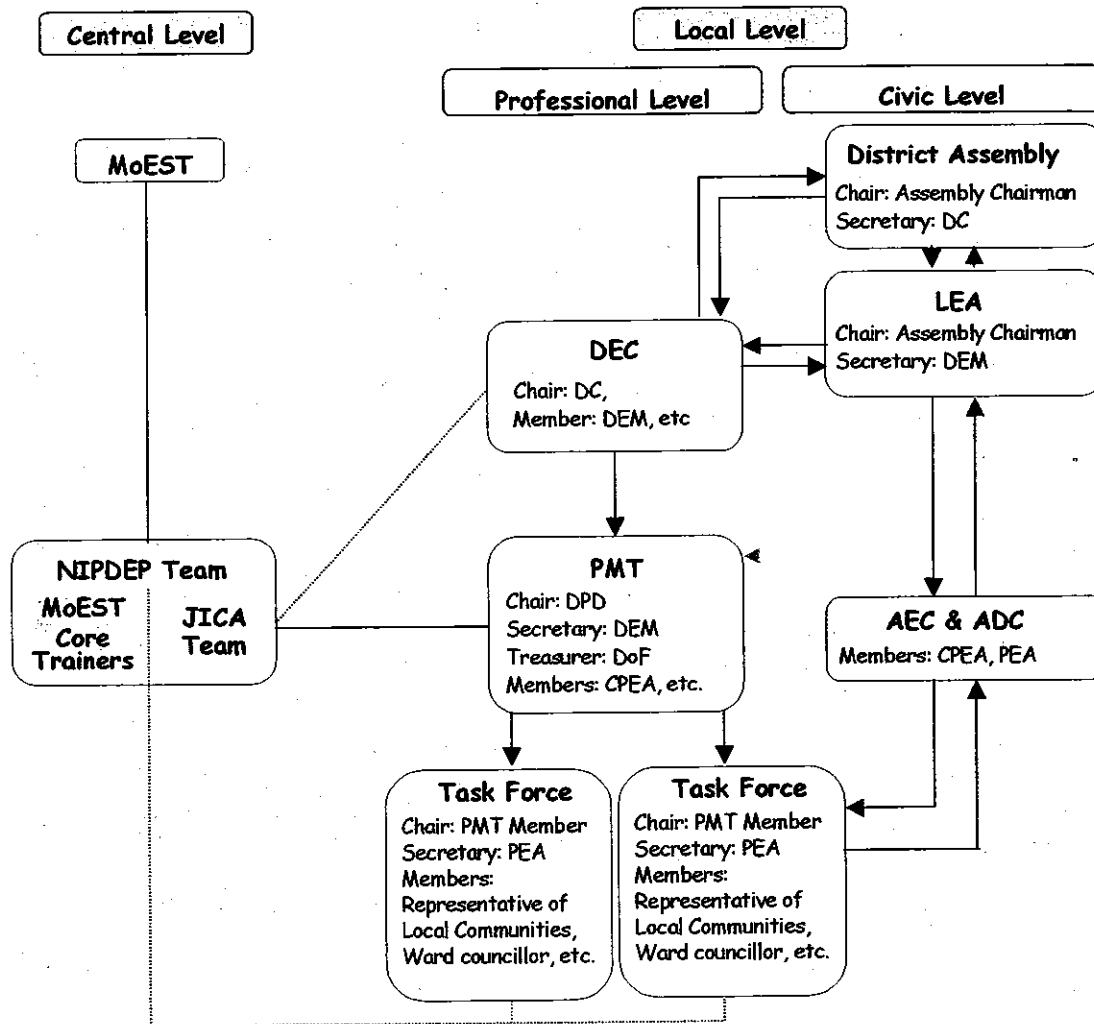 Central Level
Local Level
Professional Level
Civic Level
MoEST
District Assembly
Chair: Assembly Chairman
Secretary: DC
LEA
Chair: Assembly Chairman
Secretary: DEM
DEC
Chair: DC,
Member: DEM, etc
NIPDEP Team
MoEST
Core
Trainers
JICA
Team
PMT
Chair: DPD
Secretary: DEM
Treasurer: DoF
Members: CPEA, etc.
AEC & ADC
Members: CPEA, PEA
Task Force
Chair: PMT Member
Secretary: PEA
Members:
Representative of
Local Communities,
Ward councillor, etc.
Task Force
Chair: PMT Member
Secretary: PEA
Members:
Representative of
Local Communities,
Ward councillor, etc.